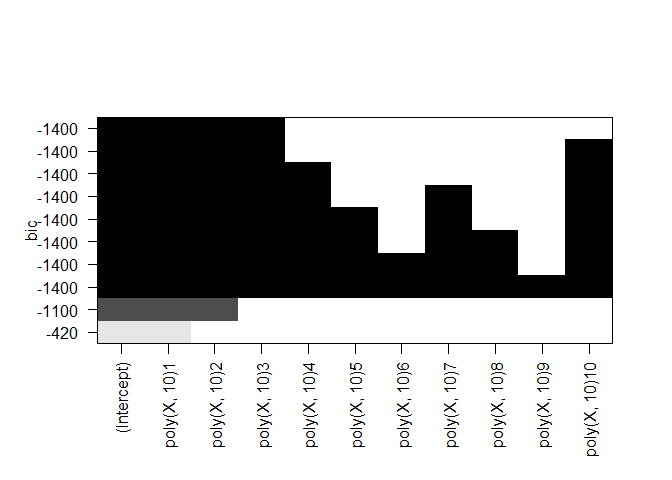 bic
-1400
-1400
-1400
-1400
-1400
-1400
-1400
-1400
-1100
-420
(Intercept)
poly(X, 10)1
poly(X, 10)2
poly(X, 10)3
poly(X, 10)4
poly(X, 10)5
poly(X, 10)6
poly(X, 10)7
poly(X, 10)8
poly(X, 10)9
poly(X, 10)10